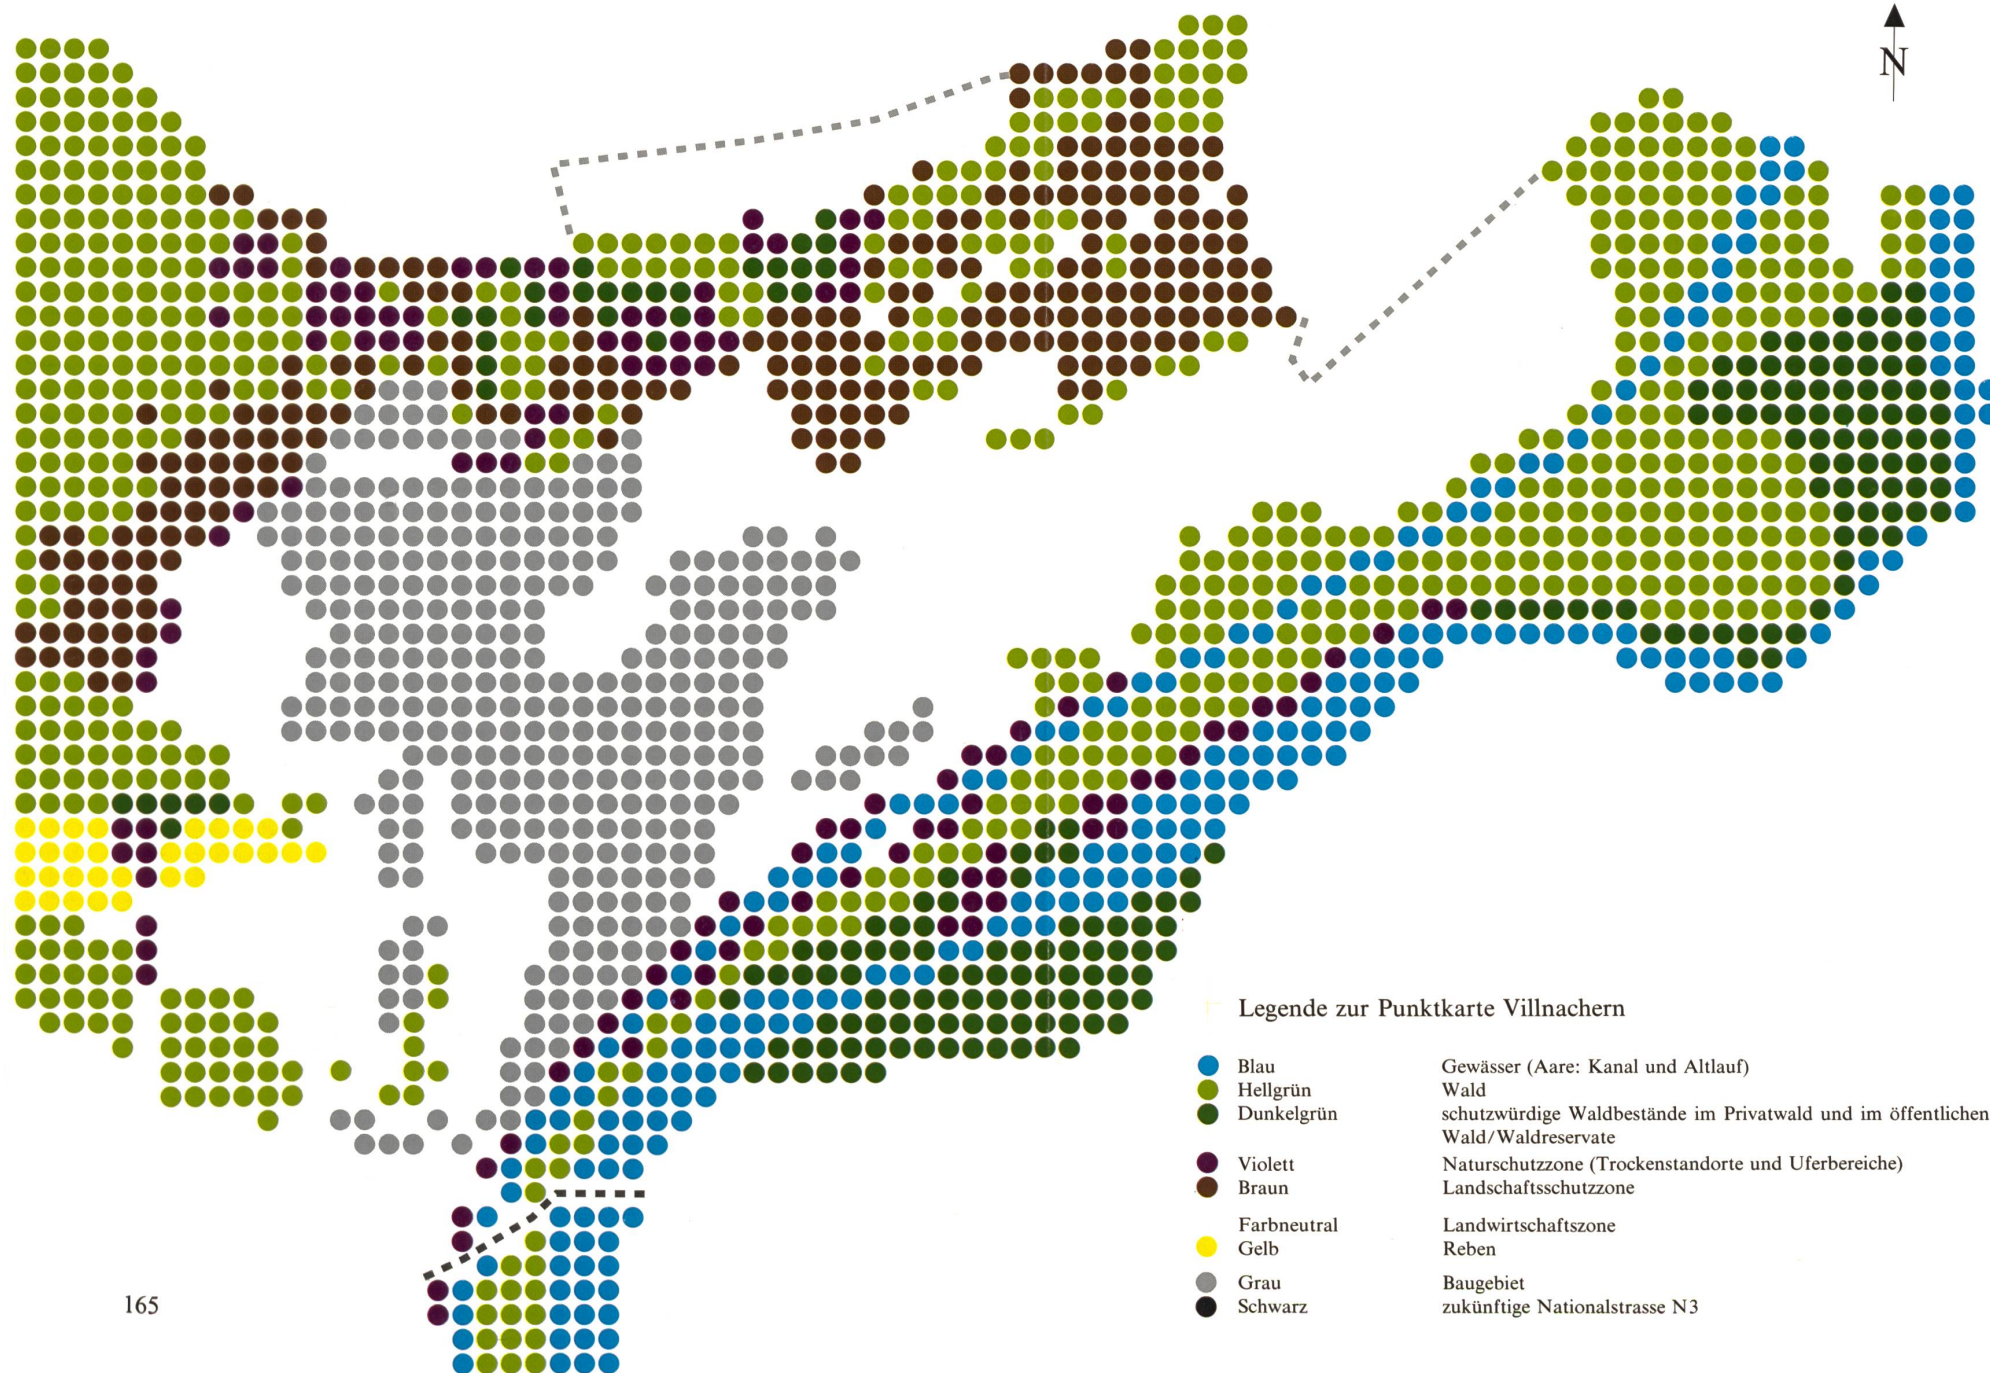 N
Legende zur Punktkarte Villnachern
Blau Gewässer (Aare: Kanal und Altlauf)
Hellgrün Wald
Dunkelgrün schutzwürdige Waldbestände im Privatwald und im öffentlichen
Wald/Waldreservate
Violett Naturschutzzone (Trockenstandorte und Uferbereiche)
Braun Landschaftsschutzzone
Farbneutral Landwirtschaftszone
Gelb Reben
Grau Baugebiet
Schwarz zukünftige Nationalstrasse N3
165